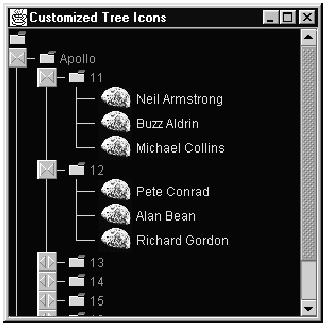 Customized Tree Icons
Apollo
11
Neil Armstrong
Buzz Aldrin
Michael Collins
12
Pete Conrad
Alan Bean
Richard Gordon
13
14
15